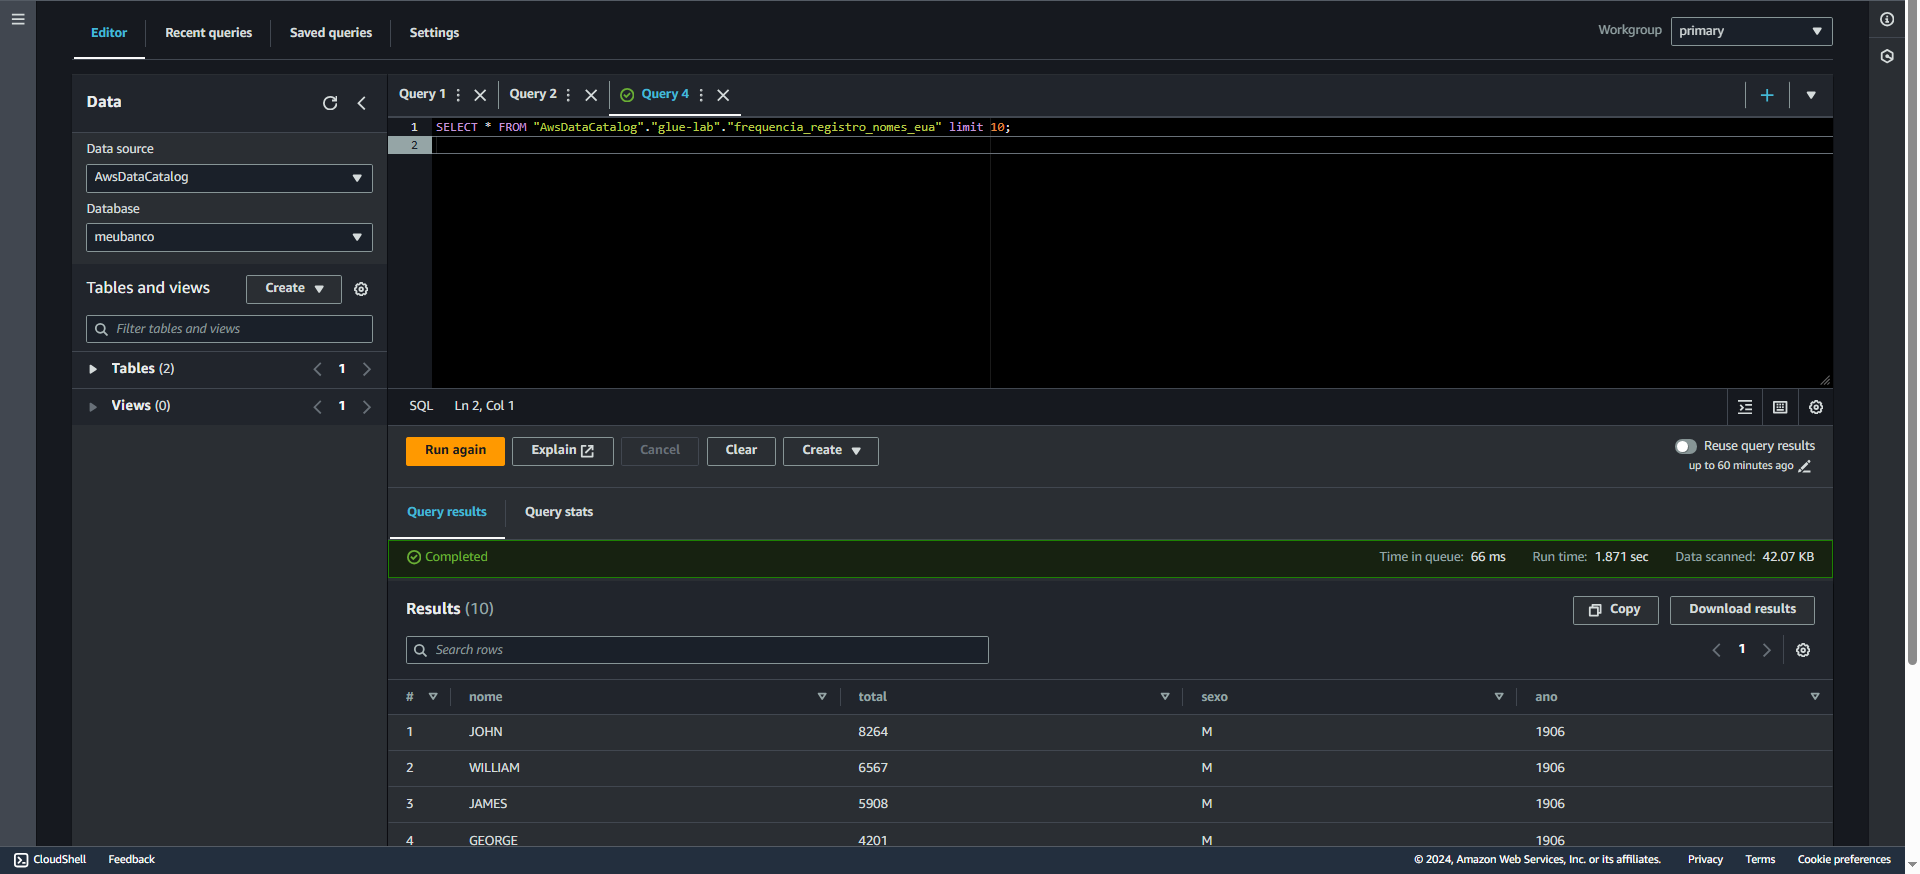 Editor
Recent queries
Saved queries
Settings
Workgroup
primary
Data
Data source
AwsDataCatalog
Database
meubanco
Tables and views
Create
Filter tables and views
Tables (2)
1
Views (0)
1
Query 1
Query 2
Query 4
1 SELECT * FROM "AwsDataCatalog"."glue-lab"."frequencia_registro_nomes_eua" limit 10;
2
SQL Ln 2, Col 1
Run again
Explain
Cancel
Clear
Create
Reuse query results
up to 60 minutes ago
Query results
Query stats
Completed
Time in queue: 66 ms Run time: 1.871 sec Data scanned: 42.07 KB
Results (10)
Copy
Download results
Search rows
1
# nome total sexo ano
1 JOHN 8264 M 1906
2 WILLIAM 6567 M 1906
3 JAMES 5908 M 1906
4 GEORGE 4201 M 1906
CloudShell
Feedback
© 2024, Amazon Web Services, Inc. or its affiliates.
Privacy
Terms
Cookie preferences